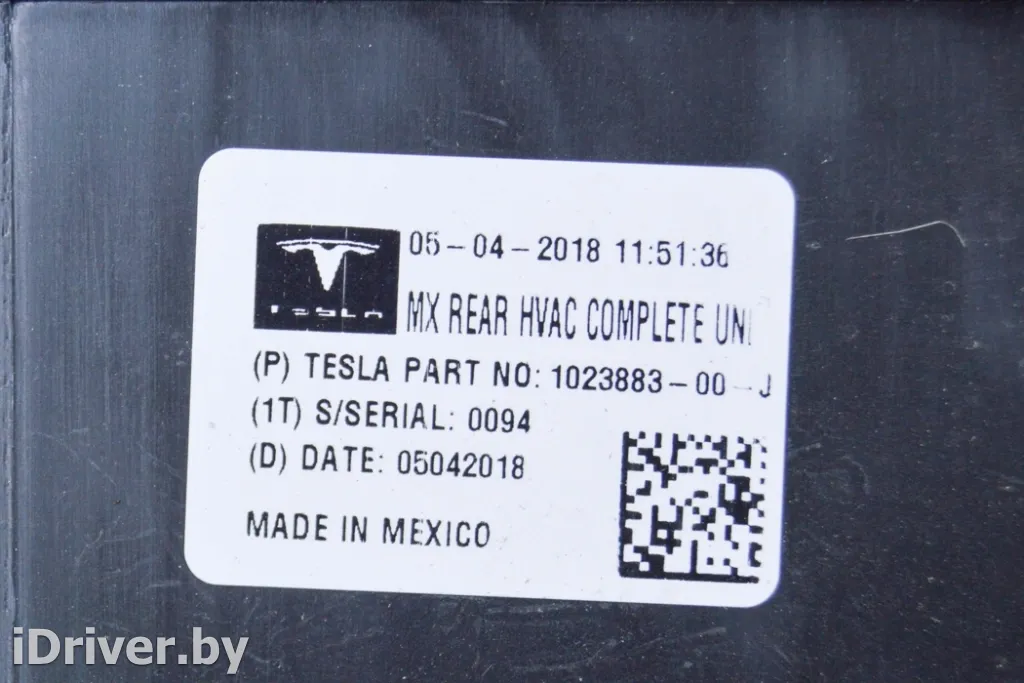 05-04-2018 11:51:36
TESLA
MX REAR HVAC COMPLETE UNI
(P) TESLA PART NO: 1023883-00-J
(1T) S/SERIAL: 0094
(D) DATE: 05042018
MADE IN MEXICO
iDriver.by